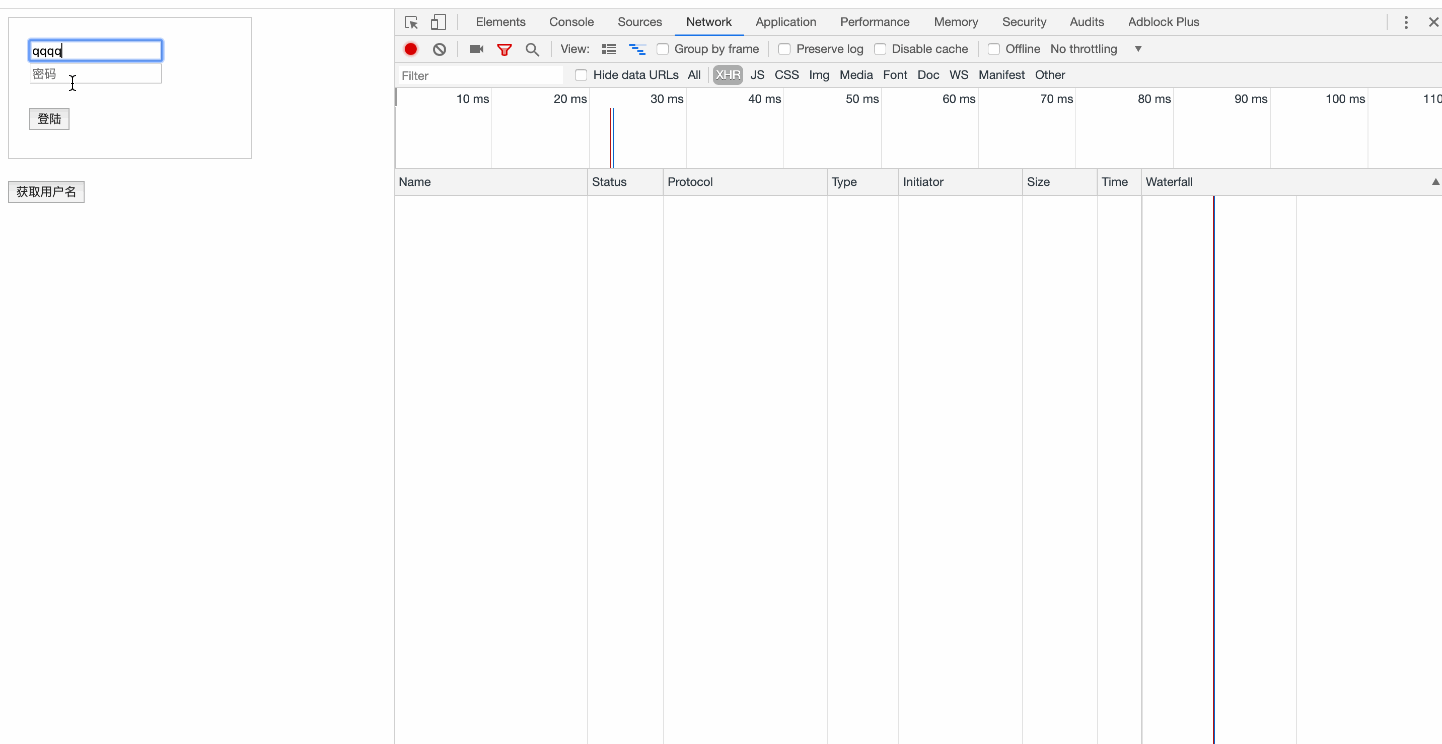 qqqq
密码
登陆
获取用户名
Elements Console Sources Network Application Performance Memory Security Audits Adblock Plus
View: Group by frame Preserve log Disable cache Offline No throttling
Filter Hide data URLs All XHR JS CSS Img Media Font Doc WS Manifest Other
10 ms 20 ms 30 ms 40 ms 50 ms 60 ms 70 ms 80 ms 90 ms 100 ms 110
Name Status Protocol Type Initiator Size Time Waterfall